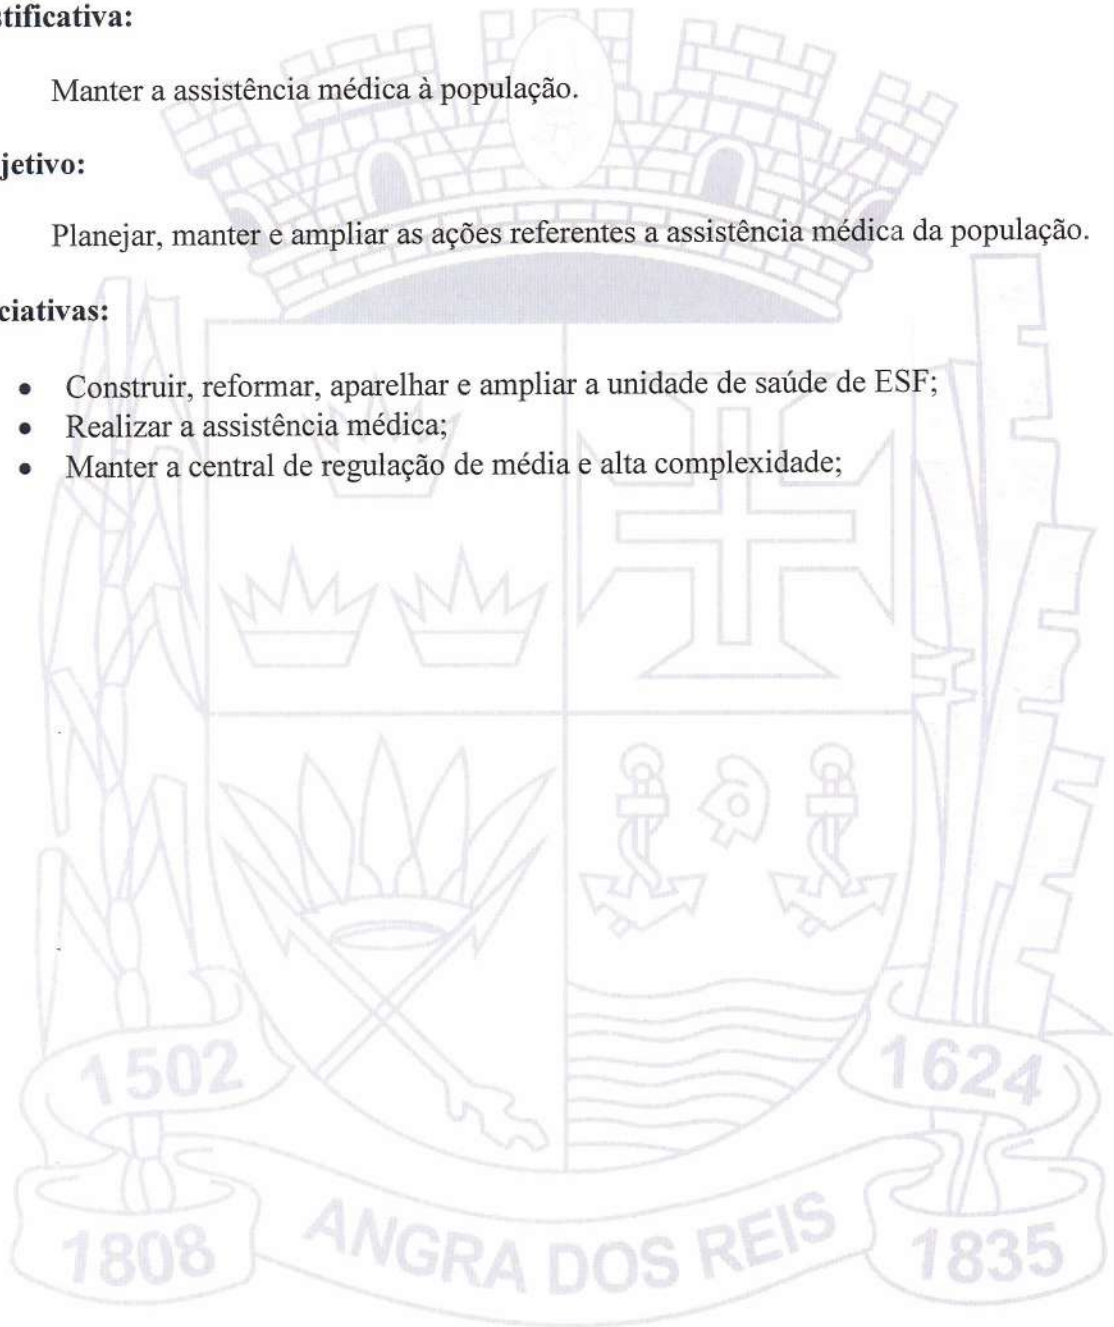 stificativa:
Manter a assistência médica à população.
jetivo:
Planejar, manter e ampliar as ações referentes a assistência médica da população.
ciativas:
• Construir, reformar, aparelhar e ampliar a unidade de saúde de ESF;
• Realizar a assistência médica;
• Manter a central de regulação de média e alta complexidade;
1502
1624
1808
ANGRA DOS REIS
1835